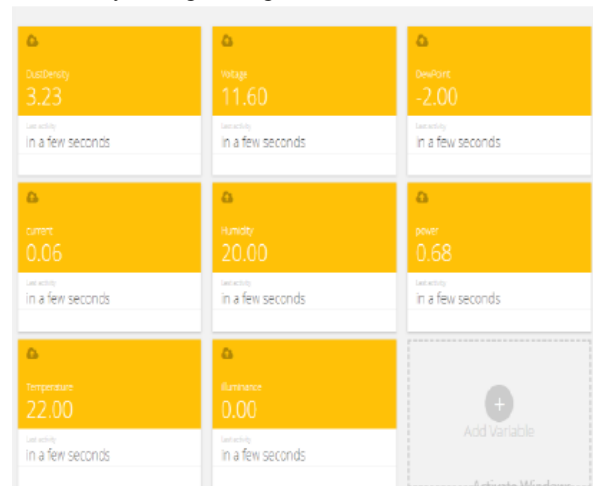 DustDensity
3.23
Last activity
in a few seconds
Voltage
11.60
Last activity
in a few seconds
DewPoint
-2.00
Last activity
in a few seconds
current
0.06
Last activity
in a few seconds
Humidity
20.00
Last activity
in a few seconds
power
0.68
Last activity
in a few seconds
Temperature
22.00
Last activity
in a few seconds
Illuminance
0.00
Last activity
in a few seconds
Add Variable
Activate Windows